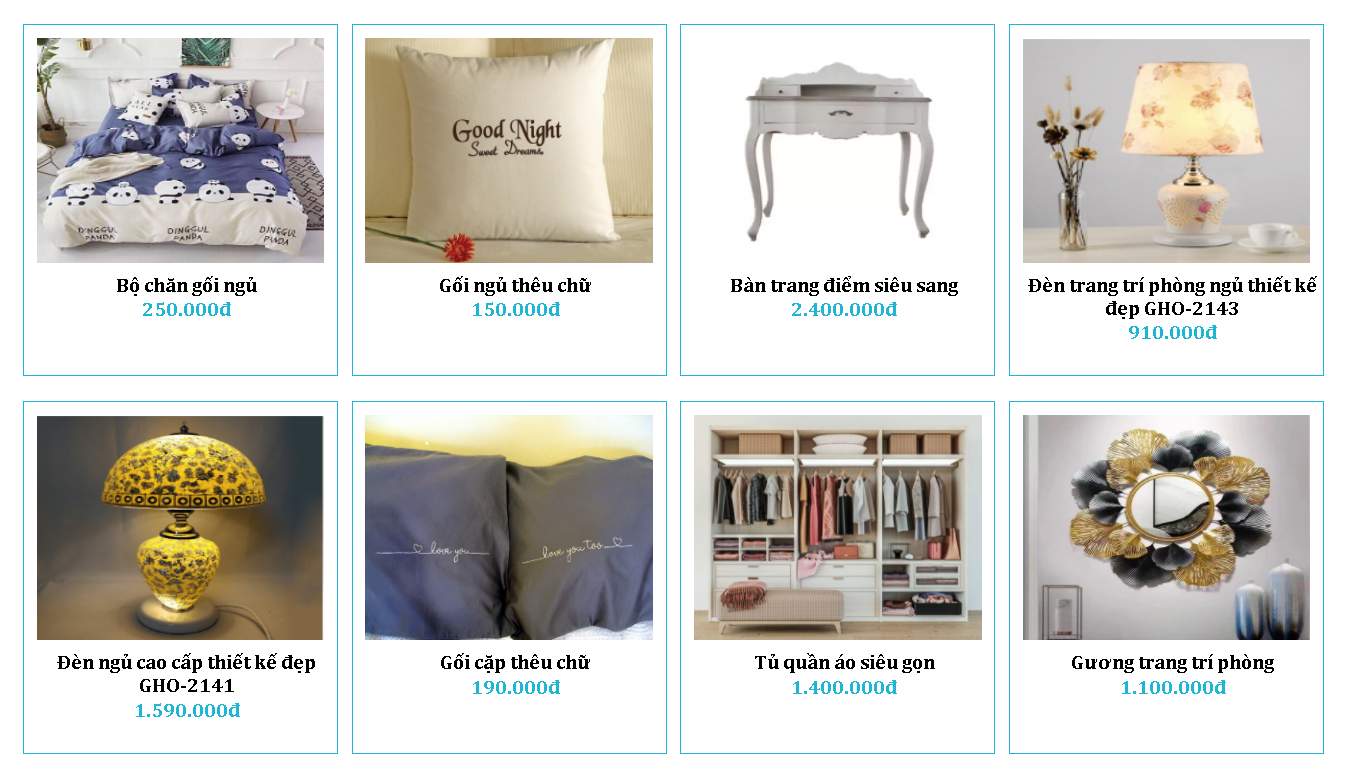 DINGGUL
PANDA
DINGGUL
PANDA
DINGGUL
PANDA
Bộ chăn gối ngủ
250.000đ
Good Night
Sweet Dreams.
Gối ngủ thêu chữ
150.000đ
Bàn trang điểm siêu sang
2.400.000đ
Đèn trang trí phòng ngủ thiết kế
đẹp GHO-2143
910.000đ
Đèn ngủ cao cấp thiết kế đẹp
GHO-2141
1.590.000đ
love you
love you too
Gối cặp thêu chữ
190.000đ
Tủ quần áo siêu gọn
1.400.000đ
Gương trang trí phòng
1.100.000đ